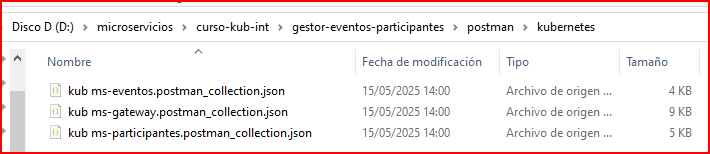 Disco D (D:) > microservicios > curso-kub-int > gestor-eventos-participantes > postman > kubernetes
Nombre Fecha de modificación Tipo Tamaño
kub ms-eventos.postman_collection.json 15/05/2025 14:00 Archivo de origen ... 4 KB
kub ms-gateway.postman_collection.json 15/05/2025 14:00 Archivo de origen ... 9 KB
kub ms-participantes.postman_collection.json 15/05/2025 14:00 Archivo de origen ... 5 KB